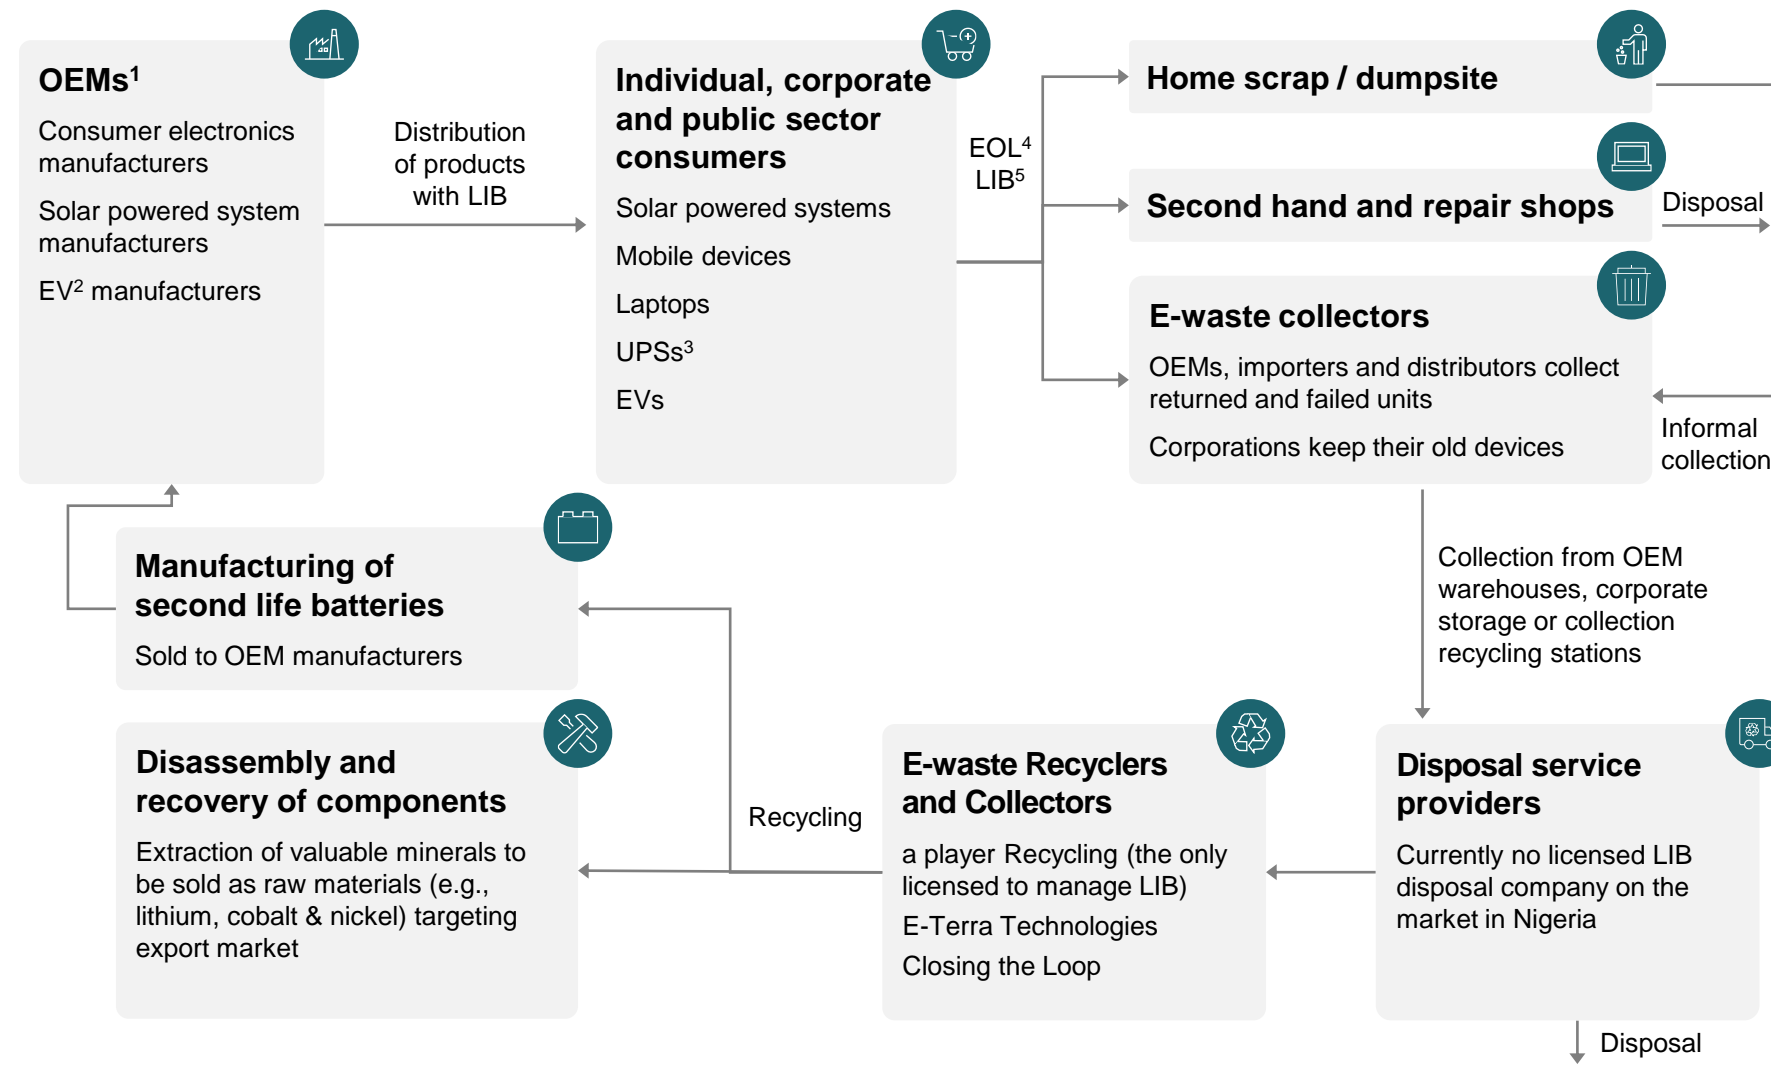 OEMs¹
Consumer electronics
manufacturers
Solar powered system
manufacturers
EV² manufacturers
Distribution
of products
with LIB
Individual, corporate
and public sector
consumers
Solar powered systems
Mobile devices
Laptops
UPSs³
EVs
EOL⁴
LIB⁵
Home scrap / dumpsite
Second hand and repair shops
Disposal
E-waste collectors
OEMs, importers and distributors collect
returned and failed units
Corporations keep their old devices
Informal
collection
Collection from OEM
warehouses, corporate
storage or collection
recycling stations
Manufacturing of
second life batteries
Sold to OEM manufacturers
Disassembly and
recovery of components
Extraction of valuable minerals to
be sold as raw materials (e.g.,
lithium, cobalt & nickel) targeting
export market
Recycling
E-waste Recyclers
and Collectors
a player Recycling (the only
licensed to manage LIB)
E-Terra Technologies
Closing the Loop
Disposal service
providers
Currently no licensed LIB
disposal company on the
market in Nigeria
Disposal